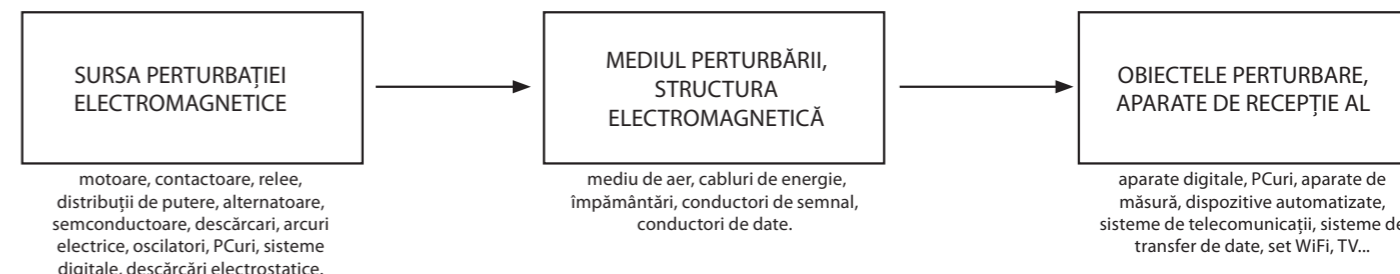 SURSA PERTURBAȚIEI
ELECTROMAGNETICE
motoare, contactoare, relee,
distribuții de putere, alternatoare,
semconductoare, descărcari, arcuri
electrice, oscilatori, PCuri, sisteme
digitale, descărcări electrostatice.
MEDIUL PERTURBĂRII,
STRUCTURA
ELECTROMAGNETICĂ
mediu de aer, cabluri de energie,
împământări, conductori de semnal,
conductori de date.
OBIECTELE PERTURBARE,
APARATE DE RECEPȚIE AL
aparate digitale, PCuri, aparate de
măsură, dispozitive automatizate,
sisteme de telecomunicații, sisteme de
transfer de date, set WiFi, TV...